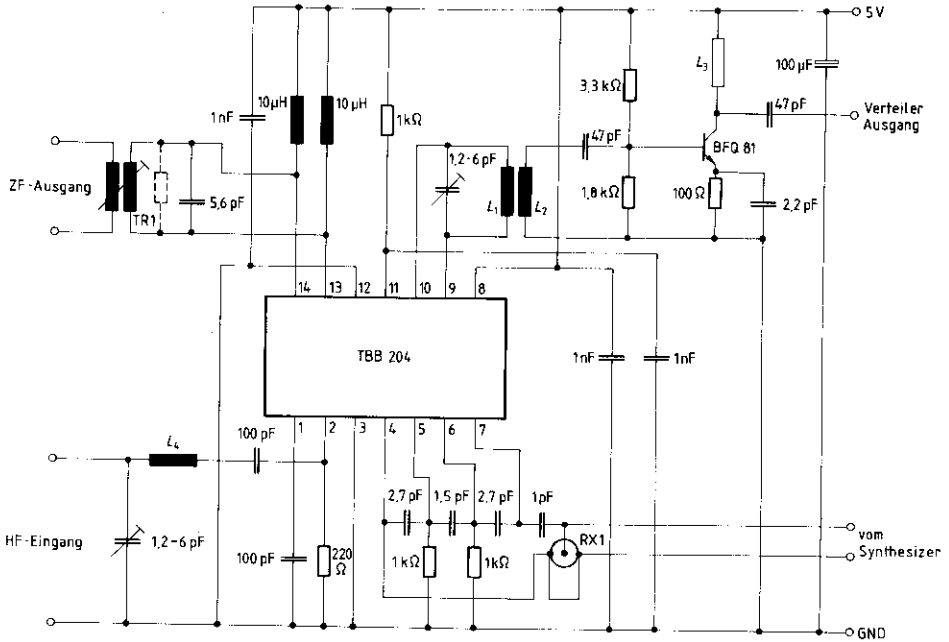 5V
10µH
10µH
L₃
100µF
3,3kΩ
1nF
1kΩ
47pF
47pF
Verteiler
Ausgang
BFQ 81
1,2-6pF
ZF-Ausgang
TR1
5,6pF
L₁
L₂
1,8kΩ
100Ω
2,2pF
14
13
12
11
10
9
8
TBB 204
1nF
1nF
1
2
3
4
5
6
7
L₄
100pF
2,7pF
1,5pF
2,7pF
1pF
HF-Eingang
1,2-6pF
100pF
220
Ω
1kΩ
1kΩ
RX1
vom
Synthesizer
GND